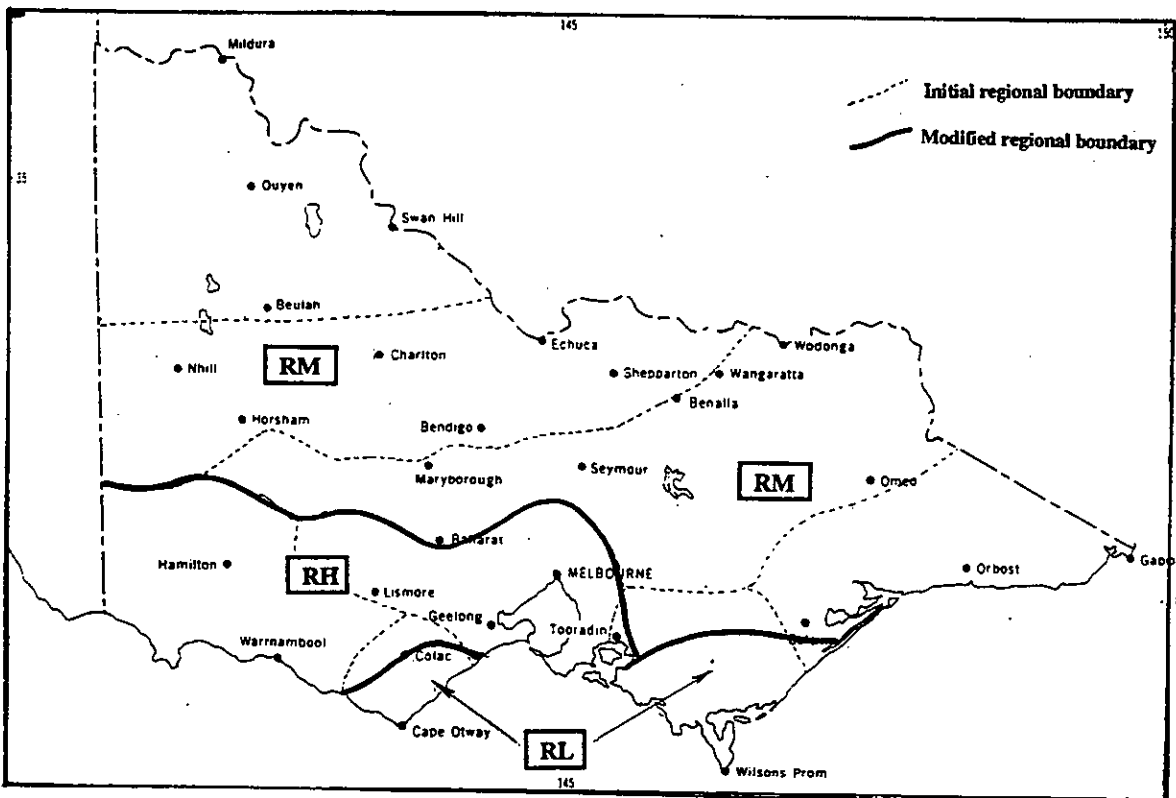 145
150
Mildura
Initial regional boundary
Modified regional boundary
Ouyen
Swan Hill
Beulah
Echuca
Wodonga
Charlton
RM
Nhill
Shepparton
Wangaratta
Benalla
Horsham
Bendigo
Maryborough
Seymour
RM
Omeo
Ballarat
Hamilton
RH
MELBOURNE
Orbost
Gabo
Lismore
Geelong
Tooradin
Warrnambool
Colac
Cape Otway
RL
Wilsons Prom
145